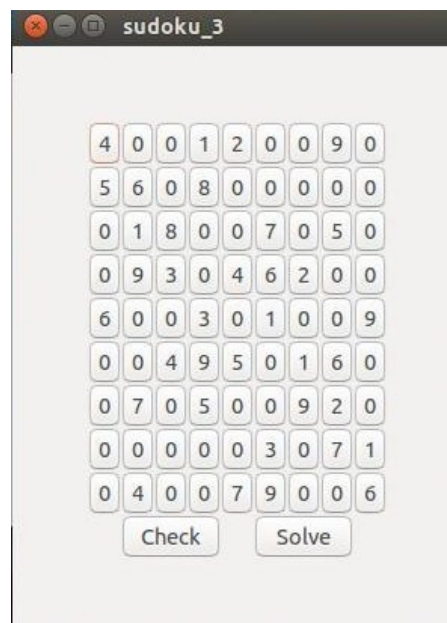 sudoku_3
4 0 0 1 2 0 0 9 0
5 6 0 8 0 0 0 0 0
0 1 8 0 0 7 0 5 0
0 9 3 0 4 6 2 0 0
6 0 0 3 0 1 0 0 9
0 0 4 9 5 0 1 6 0
0 7 0 5 0 0 9 2 0
0 0 0 0 0 3 0 7 1
0 4 0 0 7 9 0 0 6
Check Solve